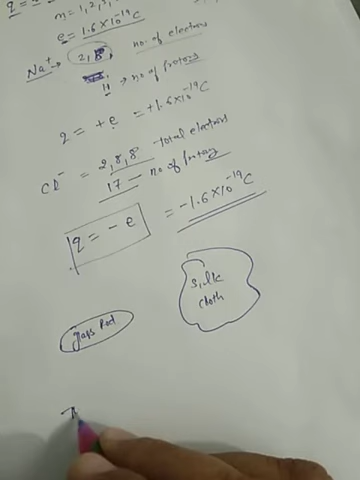 n = 1, 2, 3,
e = 1.6 × 10⁻¹⁹ C
Na⁺ → 2, 8 no. of electrons
11 → no of protons
q = + e = +1.6 × 10⁻¹⁹ C
Cl⁻ = 2, 8, 8 - total electrons
17 — no of protons
q = - e = -1.6 × 10⁻¹⁹ C
silk
cloth
glass Rod